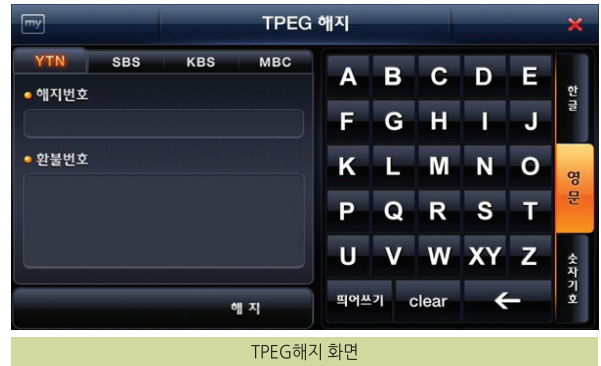 my TPEG 해지
YTN SBS KBS MBC
해지번호
환불번호
해 지
A B C D E
F G H I J
K L M N O
P Q R S T
U V W XY Z
띄어쓰기 clear ←
한글
영문
숫자기호
TPEG해지 화면